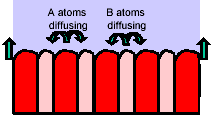 A atoms
diffusing
B atoms
diffusing